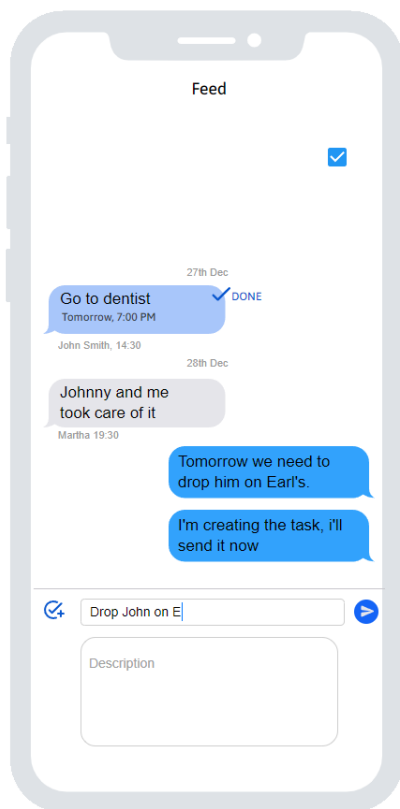 Feed
27th Dec
Go to dentist
DONE
Tomorrow, 7:00 PM
John Smith, 14:30
28th Dec
Johnny and me
took care of it
Martha 19:30
Tomorrow we need to
drop him on Earl's.
I'm creating the task, i'll
send it now
Drop John on E
Description